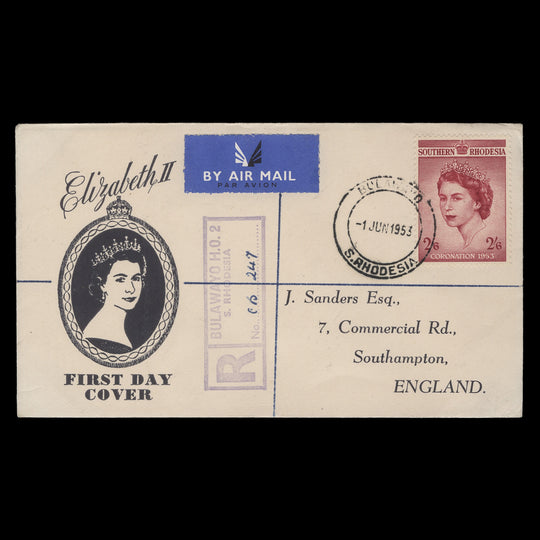 Elizabeth II
FIRST DAY
COVER
BY AIR MAIL
PAR AVION
R
BULAWAYO H.O. 2
S. RHODESIA
No. 247
BULAWAYO
-1 JUN 1953
S. RHODESIA
SOUTHERN RHODESIA
2/6 2/6
CORONATION 1953
J. Sanders Esq.,
7, Commercial Rd.,
Southampton,
ENGLAND.